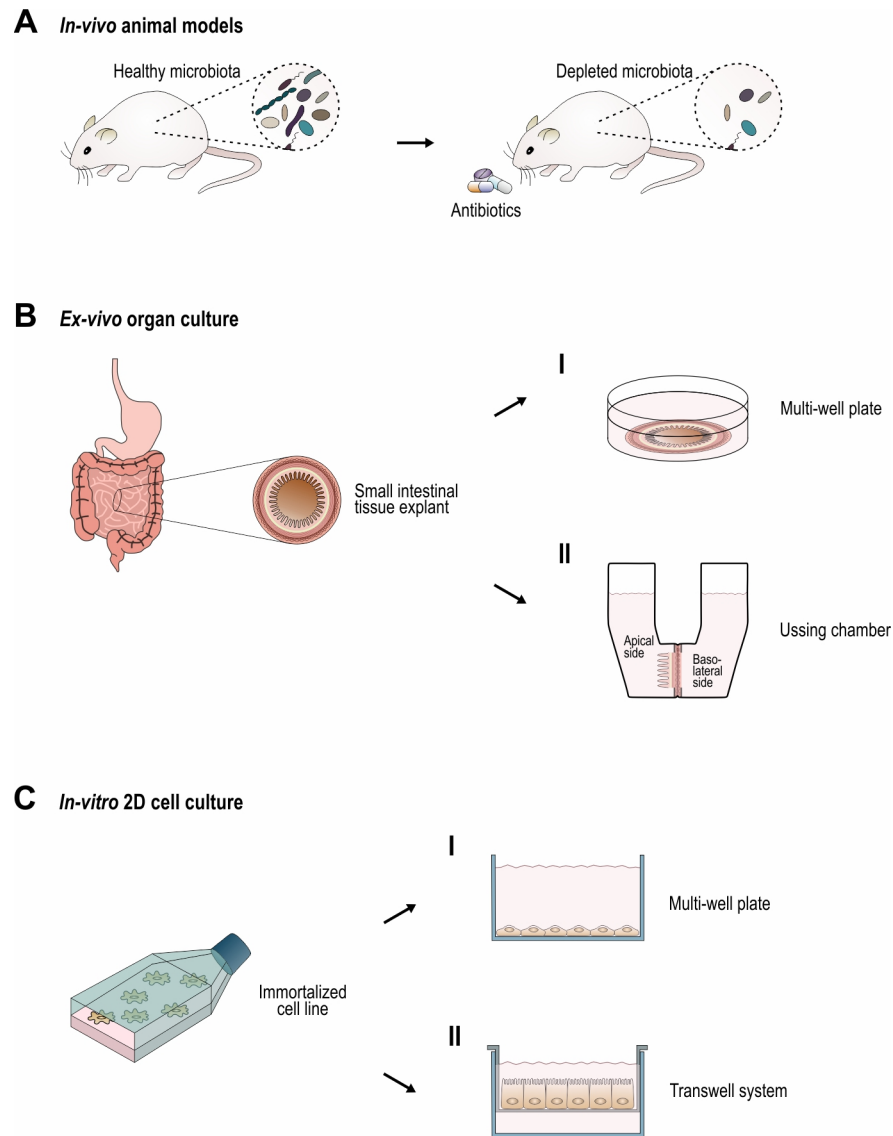 A In-vivo animal models
Healthy microbiota
Depleted microbiota
Antibiotics
B Ex-vivo organ culture
I
Multi-well plate
Small intestinal
tissue explant
II
Ussing chamber
Apical
side
Baso-
lateral
side
C In-vitro 2D cell culture
I
Multi-well plate
Immortalized
cell line
II
Transwell system